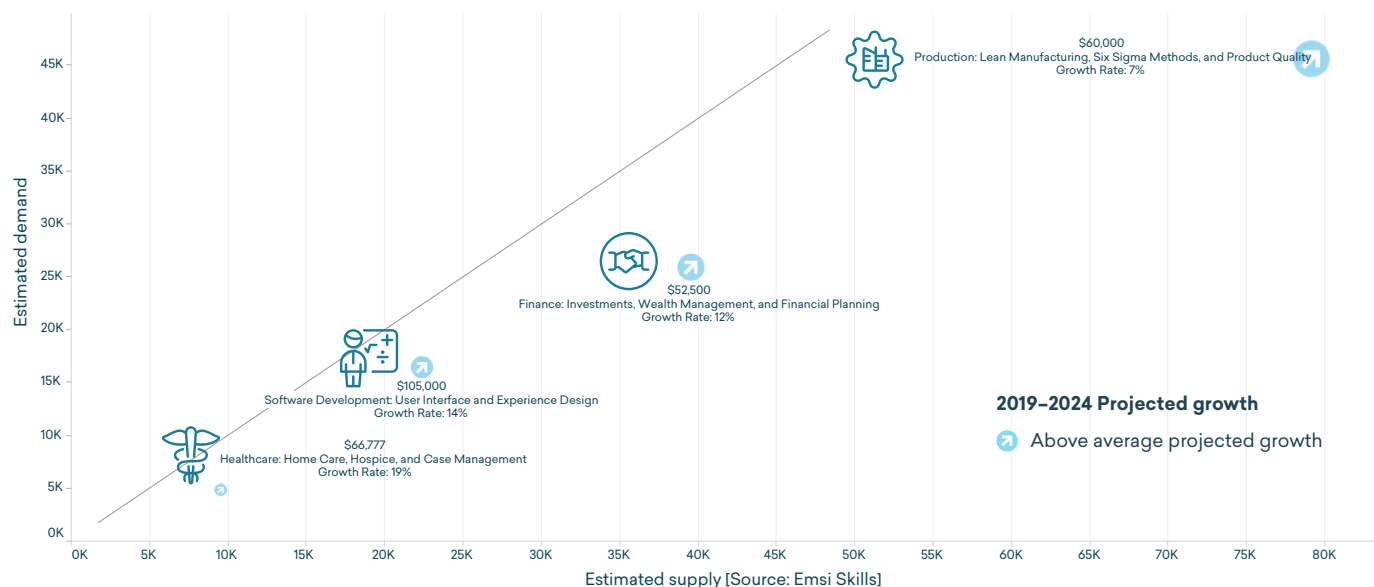 45K
40K
35K
30K
25K
20K
15K
10K
5K
0K
Estimated demand
$60,000
Production: Lean Manufacturing, Six Sigma Methods, and Product Quality
Growth Rate: 7%
$52,500
Finance: Investments, Wealth Management, and Financial Planning
Growth Rate: 12%
$105,000
Software Development: User Interface and Experience Design
Growth Rate: 14%
$66,777
Healthcare: Home Care, Hospice, and Case Management
Growth Rate: 19%
2019–2024 Projected growth
Above average projected growth
0K 5K 10K 15K 20K 25K 30K 35K 40K 45K 50K 55K 60K 65K 70K 75K 80K
Estimated supply [Source: Emsi Skills]